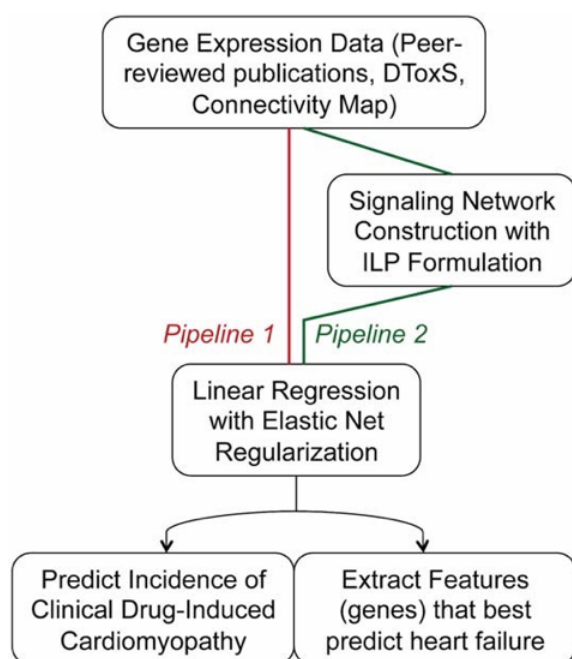 Gene Expression Data (Peer-
reviewed publications, DToxS,
Connectivity Map)
Signaling Network
Construction with
ILP Formulation
Pipeline 1
Pipeline 2
Linear Regression
with Elastic Net
Regularization
Predict Incidence of
Clinical Drug-Induced
Cardiomyopathy
Extract Features
(genes) that best
predict heart failure